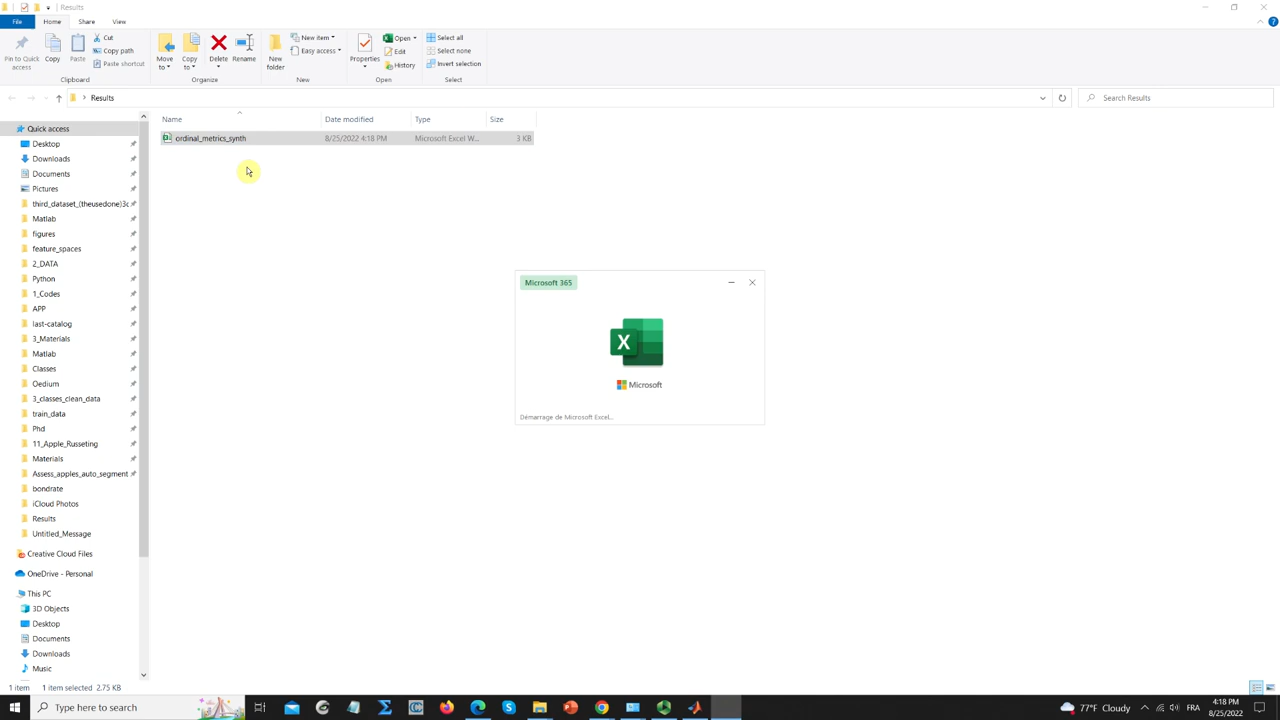 Results
File
Home
Share
View
Pin to Quick access
Copy
Paste
Cut
Copy path
Paste shortcut
Clipboard
Move to
Copy to
Delete
Rename
Organize
New folder
New item
Easy access
New
Properties
Open
Edit
History
Open
Select all
Select none
Invert selection
Select
Results
Search Results
Name
Date modified
Type
Size
ordinal_metrics_synth
8/25/2022 4:18 PM
Microsoft Excel W...
3 KB
Quick access
Desktop
Downloads
Documents
Pictures
third_dataset_(theusedone)3c
Matlab
figures
feature_spaces
2_DATA
Python
1_Codes
APP
last-catalog
3_Materials
Matlab
Classes
Oedium
3_classes_clean_data
train_data
Phd
11_Apple_Russeting
Materials
Assess_apples_auto_segment
bondrate
iCloud Photos
Results
Untitled_Message
Creative Cloud Files
OneDrive - Personal
This PC
3D Objects
Desktop
Documents
Downloads
Music
Microsoft 365
X
Microsoft
Démarrage de Microsoft Excel...
1 item
1 item selected 2.75 KB
Type here to search
77°F Cloudy
FRA
4:18 PM
8/25/2022